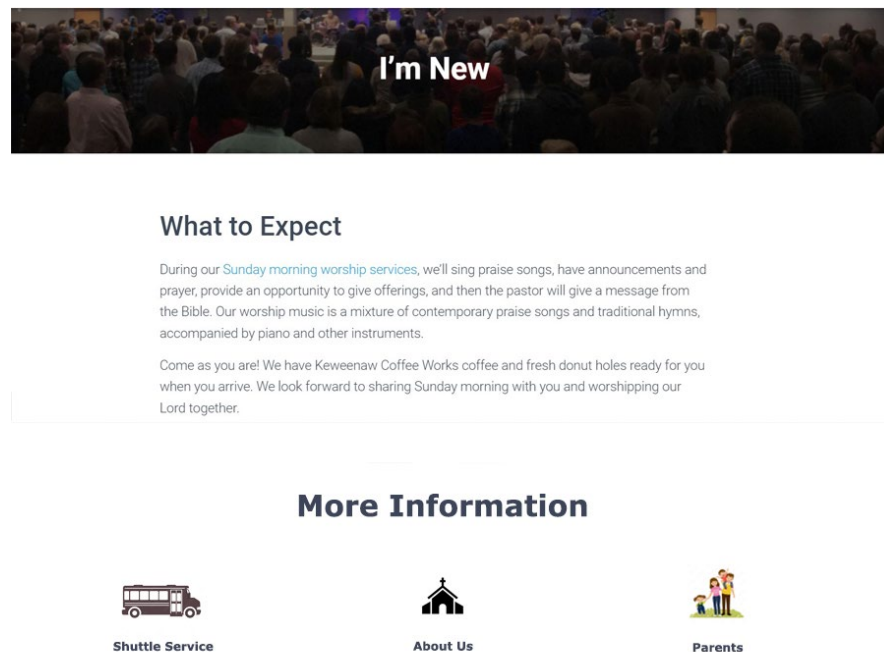 I'm New
What to Expect
During our Sunday morning worship services, we'll sing praise songs, have announcements and
prayer, provide an opportunity to give offerings, and then the pastor will give a message from
the Bible. Our worship music is a mixture of contemporary praise songs and traditional hymns,
accompanied by piano and other instruments.
Come as you are! We have Keweenaw Coffee Works coffee and fresh donut holes ready for you
when you arrive. We look forward to sharing Sunday morning with you and worshipping our
Lord together.
More Information
Shuttle Service
About Us
Parents